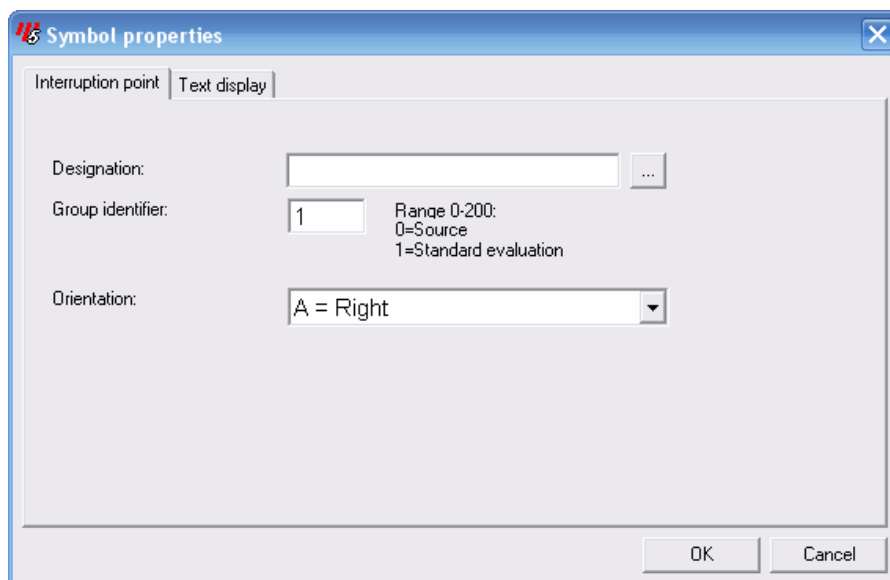 Symbol properties
Interruption point Text display
Designation: ...
Group identifier: 1 Range 0-200:
0=Source
1=Standard evaluation
Orientation: A = Right
OK Cancel